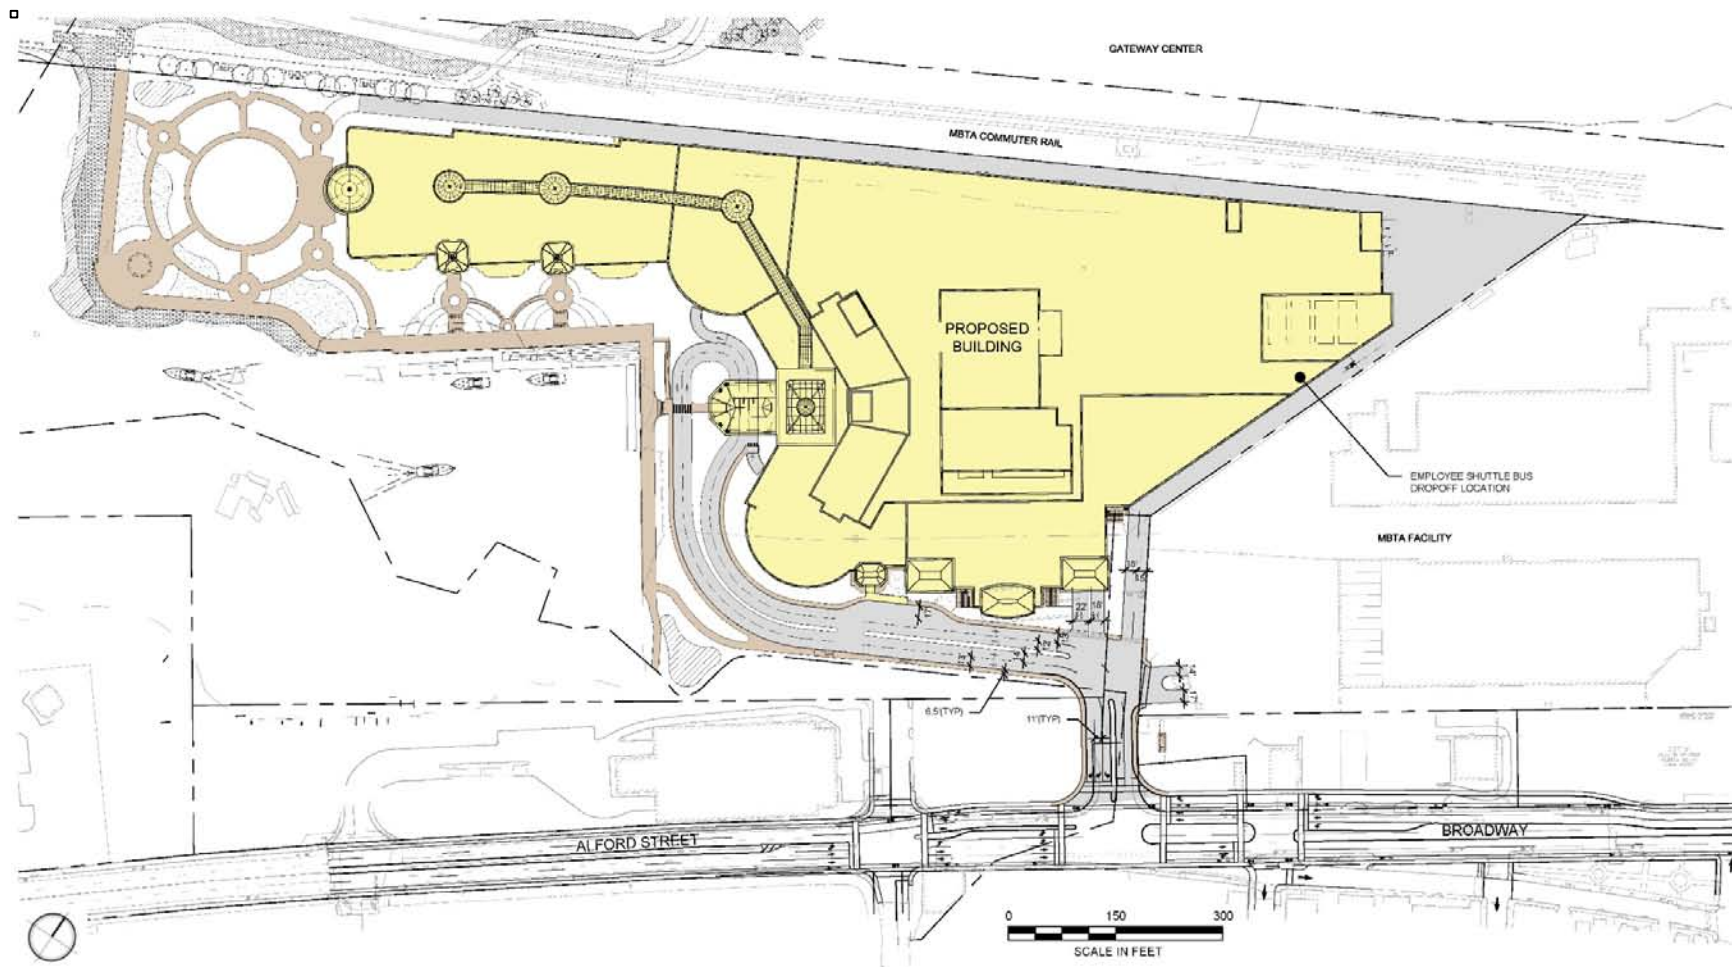 GATEWAY CENTER
MBTA COMMUTER RAIL
PROPOSED
BUILDING
EMPLOYEE SHUTTLE BUS
DROPOFF LOCATION
MBTA FACILITY
22'
18'
6.5'(TYP)
11'(TYP)
ALFORD STREET
BROADWAY
0 150 300
SCALE IN FEET